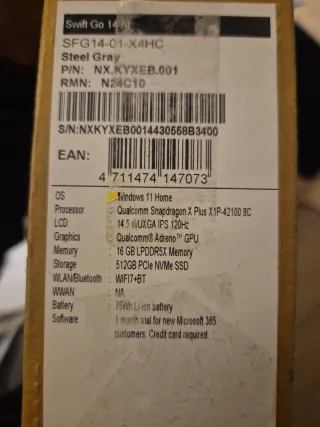 Swift Go 14 AI
SFG14-01-X4HC
Steel Gray
P/N: NX.KYXEB.001
RMN: N24C10
S/N:NXKYXEB0014430558B3400
EAN:
4 711474 147073
OS : Windows 11 Home
Processor : Qualcomm Snapdragon X Plus X1P-42100 8C
LCD : 14.5 WUXGA IPS 120Hz
Graphics : Qualcomm® Adreno™ GPU
Memory : 16 GB LPDDR5X Memory
Storage : 512GB PCIe NVMe SSD
WLAN/Bluetooth : WIFI7+BT
WWAN : NA
Battery : 75Wh Li-ion battery
Software : 1 month trial for new Microsoft 365
customers. Credit card required.